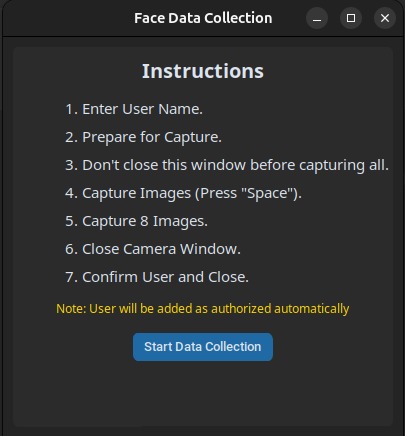 Face Data Collection
Instructions
1. Enter User Name.
2. Prepare for Capture.
3. Don't close this window before capturing all.
4. Capture Images (Press "Space").
5. Capture 8 Images.
6. Close Camera Window.
7. Confirm User and Close.
Note: User will be added as authorized automatically
Start Data Collection